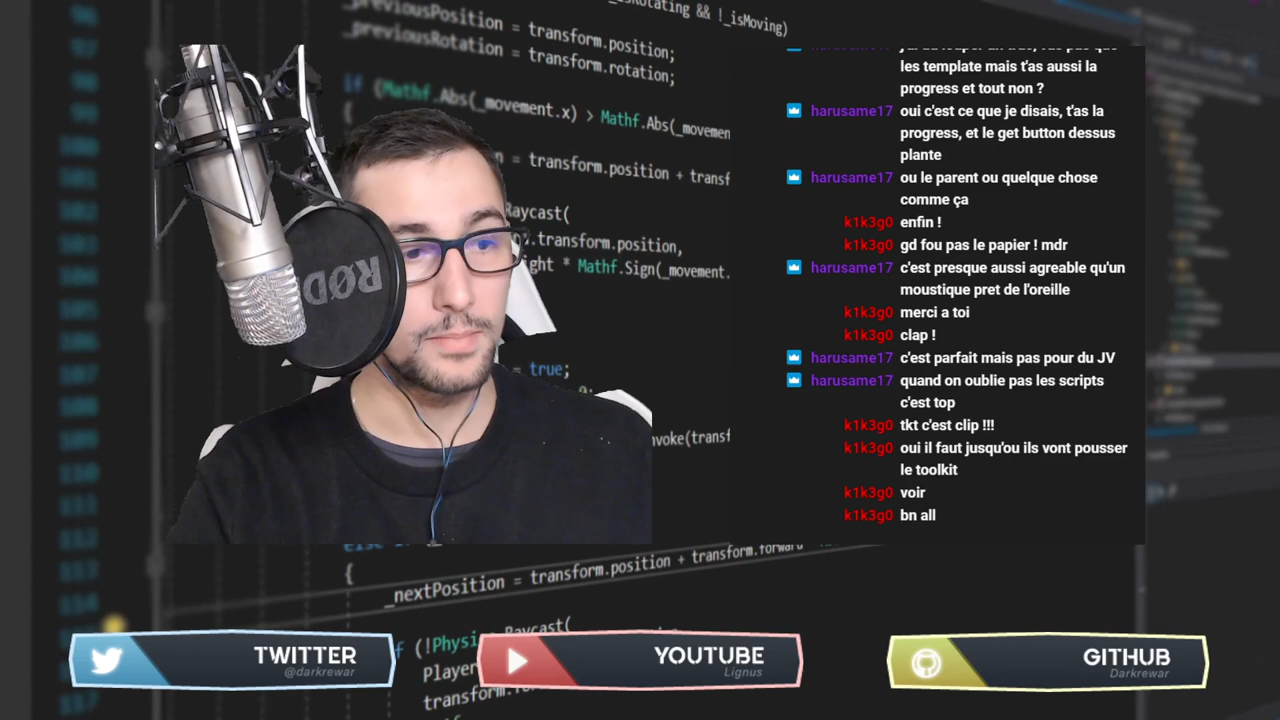 _isRotating && !_isMoving)
_previousPosition = transform.position;
_previousRotation = transform.rotation;
if (Mathf.Abs(_movement.x) > Mathf.Abs(_movemen
{
= transform.position + transf
Raycast(
.transform.position,
ght * Mathf.Sign(_movement.
= true;
nvoke(transf
{
_nextPosition = transform.position + transform.forward
f (!Physi Raycast(
Player
transform.
RØDE
les template mais t'as aussi la
progress et tout non ?
harusame17 oui c'est ce que je disais, t'as la
progress, et le get button dessus
plante
harusame17 ou le parent ou quelque chose
comme ça
k1k3g0 enfin !
k1k3g0 gd fou pas le papier ! mdr
harusame17 c'est presque aussi agreable qu'un
moustique pret de l'oreille
k1k3g0 merci a toi
k1k3g0 clap !
harusame17 c'est parfait mais pas pour du JV
harusame17 quand on oublie pas les scripts
c'est top
k1k3g0 tkt c'est clip !!!
k1k3g0 oui il faut jusqu'ou ils vont pousser
le toolkit
k1k3g0 voir
k1k3g0 bn all
TWITTER
@darkrewar
YOUTUBE
Lignus
GITHUB
Darkrewar